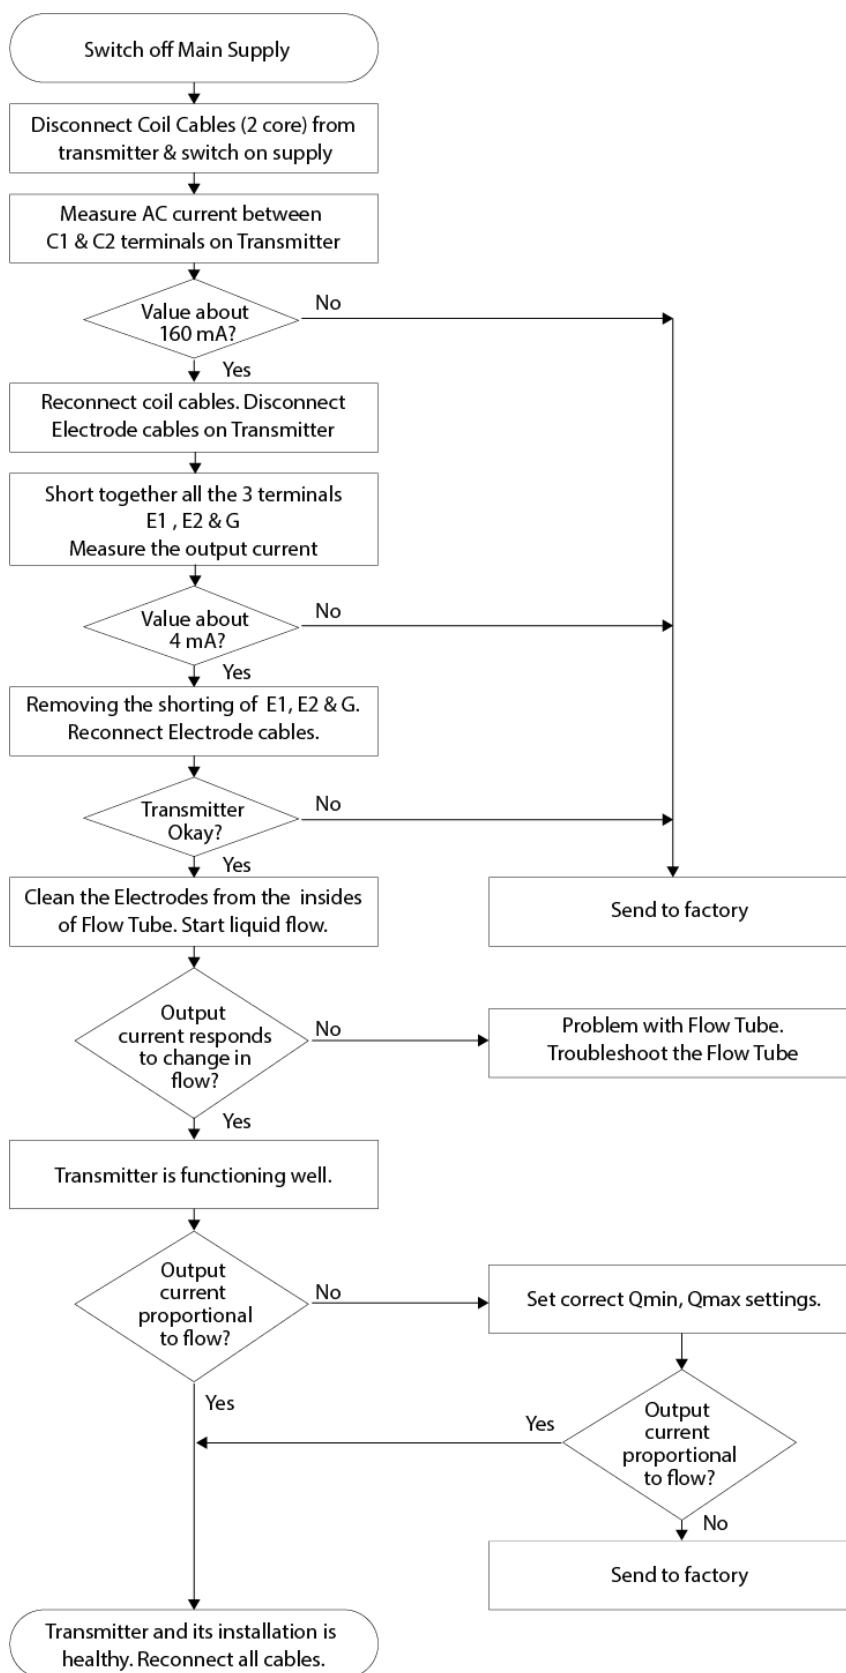 Switch off Main Supply
Disconnect Coil Cables (2 core) from
transmitter & switch on supply
Measure AC current between
C1 & C2 terminals on Transmitter
Value about
160 mA?
No
Yes
Reconnect coil cables. Disconnect
Electrode cables on Transmitter
Short together all the 3 terminals
E1 , E2 & G
Measure the output current
Value about
4 mA?
No
Yes
Removing the shorting of E1, E2 & G.
Reconnect Electrode cables.
Transmitter
Okay?
No
Yes
Clean the Electrodes from the insides
of Flow Tube. Start liquid flow.
Send to factory
Output
current responds
to change in
flow?
No
Problem with Flow Tube.
Troubleshoot the Flow Tube
Yes
Transmitter is functioning well.
Output
current
proportional
to flow?
No
Set correct Qmin, Qmax settings.
Yes
Output
current
proportional
to flow?
Yes
No
Send to factory
Transmitter and its installation is
healthy. Reconnect all cables.